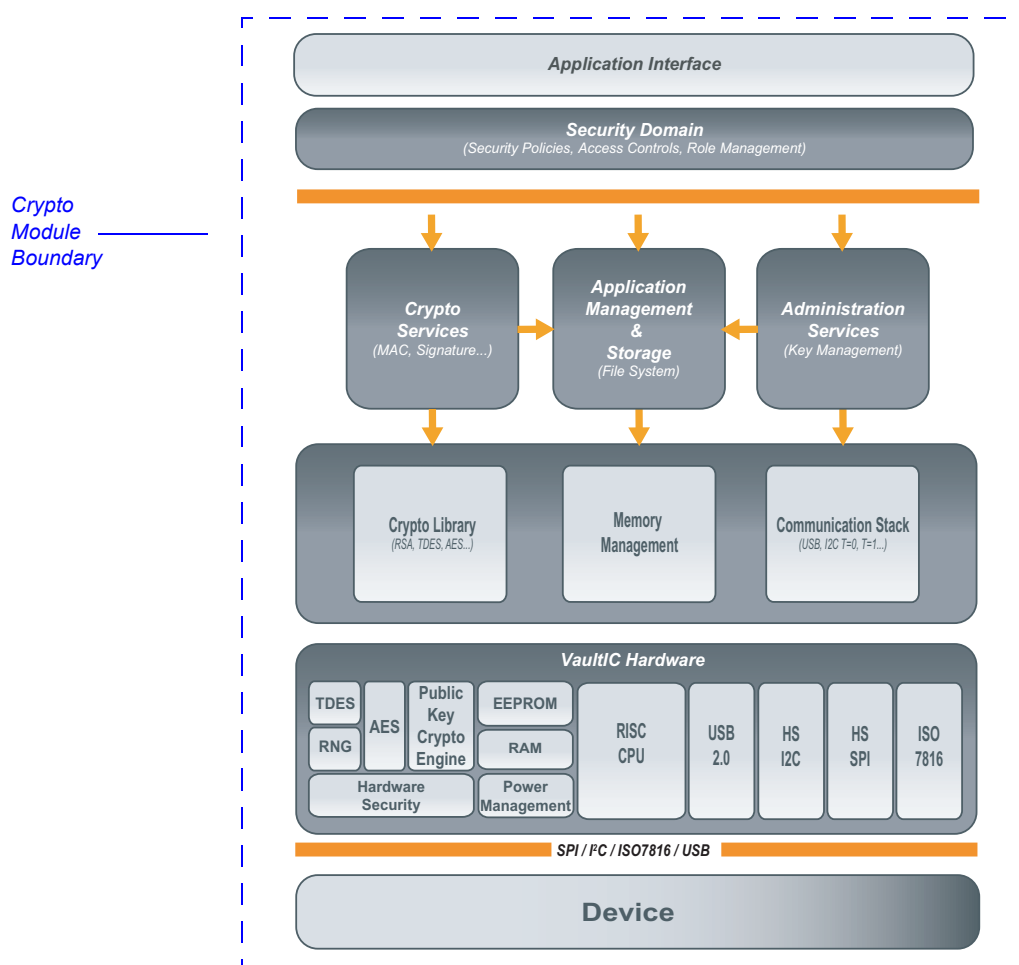 Application Interface
Security Domain
(Security Policies, Access Controls, Role Management)
Crypto
Module
Boundary
Crypto
Services
(MAC, Signature...)
Application
Management
&
Storage
(File System)
Administration
Services
(Key Management)
Crypto Library
(RSA, TDES, AES...)
Memory
Management
Communication Stack
(USB, I2C T=0, T=1...)
VaultIC Hardware
TDES
RNG
AES
Public
Key
Crypto
Engine
Hardware
Security
EEPROM
RAM
Power
Management
RISC
CPU
USB
2.0
HS
I2C
HS
SPI
ISO
7816
SPI / I²C / ISO7816 / USB
Device